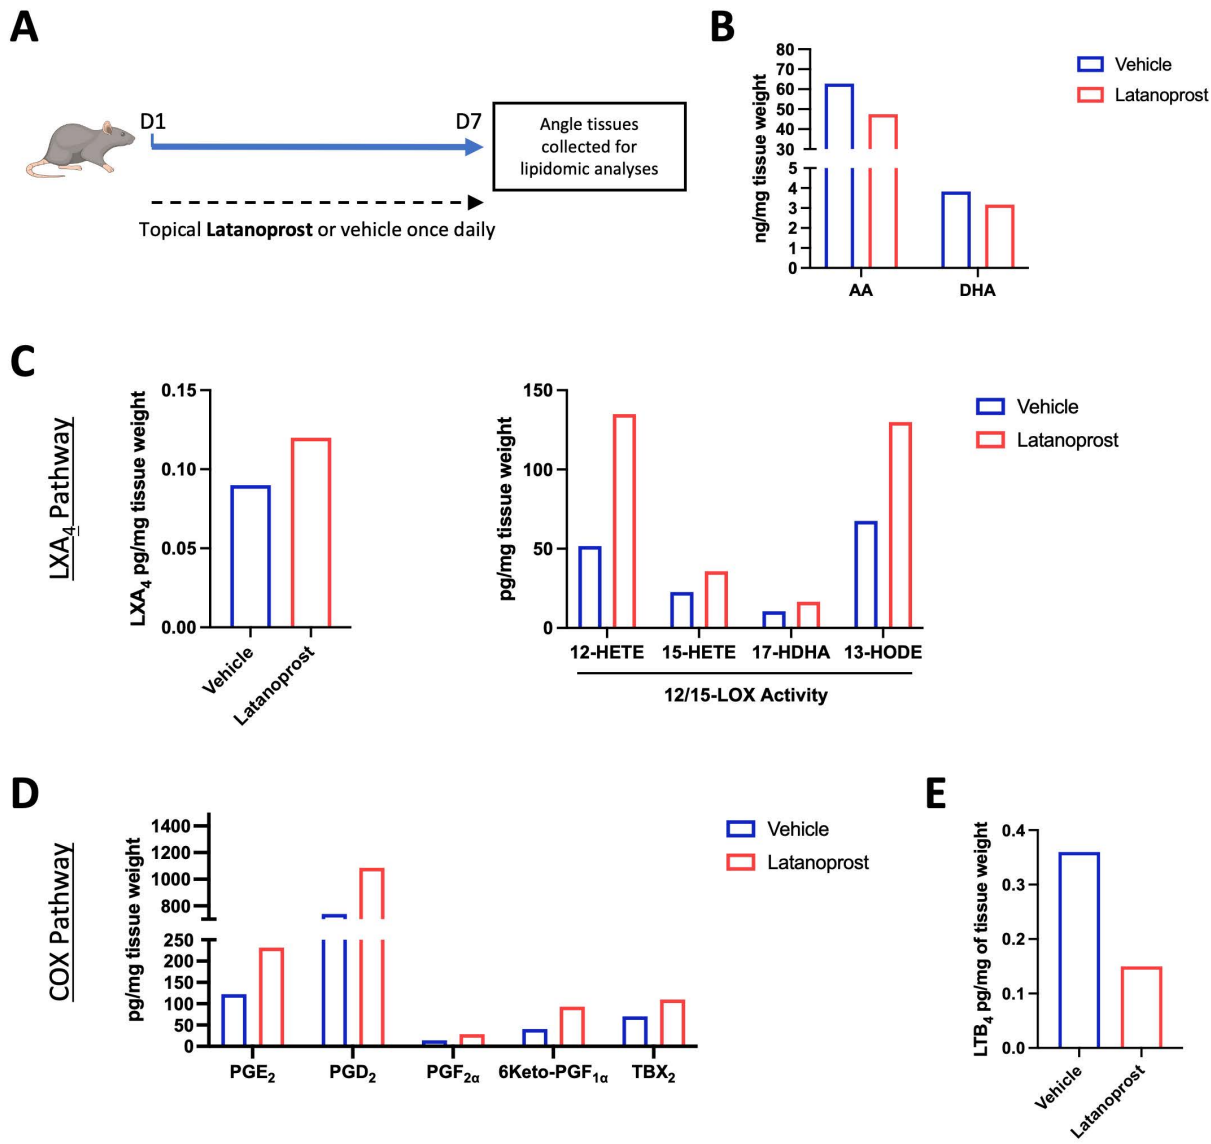 A
D1
D7
Angle tissues
collected for
lipidomic analyses
Topical Latanoprost or vehicle once daily
B
ng/mg tissue weight
80
70
60
50
40
30
5
4
3
2
1
0
AA
DHA
Vehicle
Latanoprost
C
LXA4 Pathway
LXA4 pg/mg tissue weight
0.15
0.10
0.05
0.00
Vehicle
Latanoprost
pg/mg tissue weight
150
100
50
0
12-HETE
15-HETE
17-HDHA
13-HODE
12/15-LOX Activity
Vehicle
Latanoprost
D
COX Pathway
pg/mg tissue weight
1400
1200
1000
800
250
200
150
100
50
0
PGE2
PGD2
PGF2α
6Keto-PGF1α
TBX2
Vehicle
Latanoprost
E
LTB4 pg/mg of tissue weight
0.4
0.3
0.2
0.1
0.0
Vehicle
Latanoprost